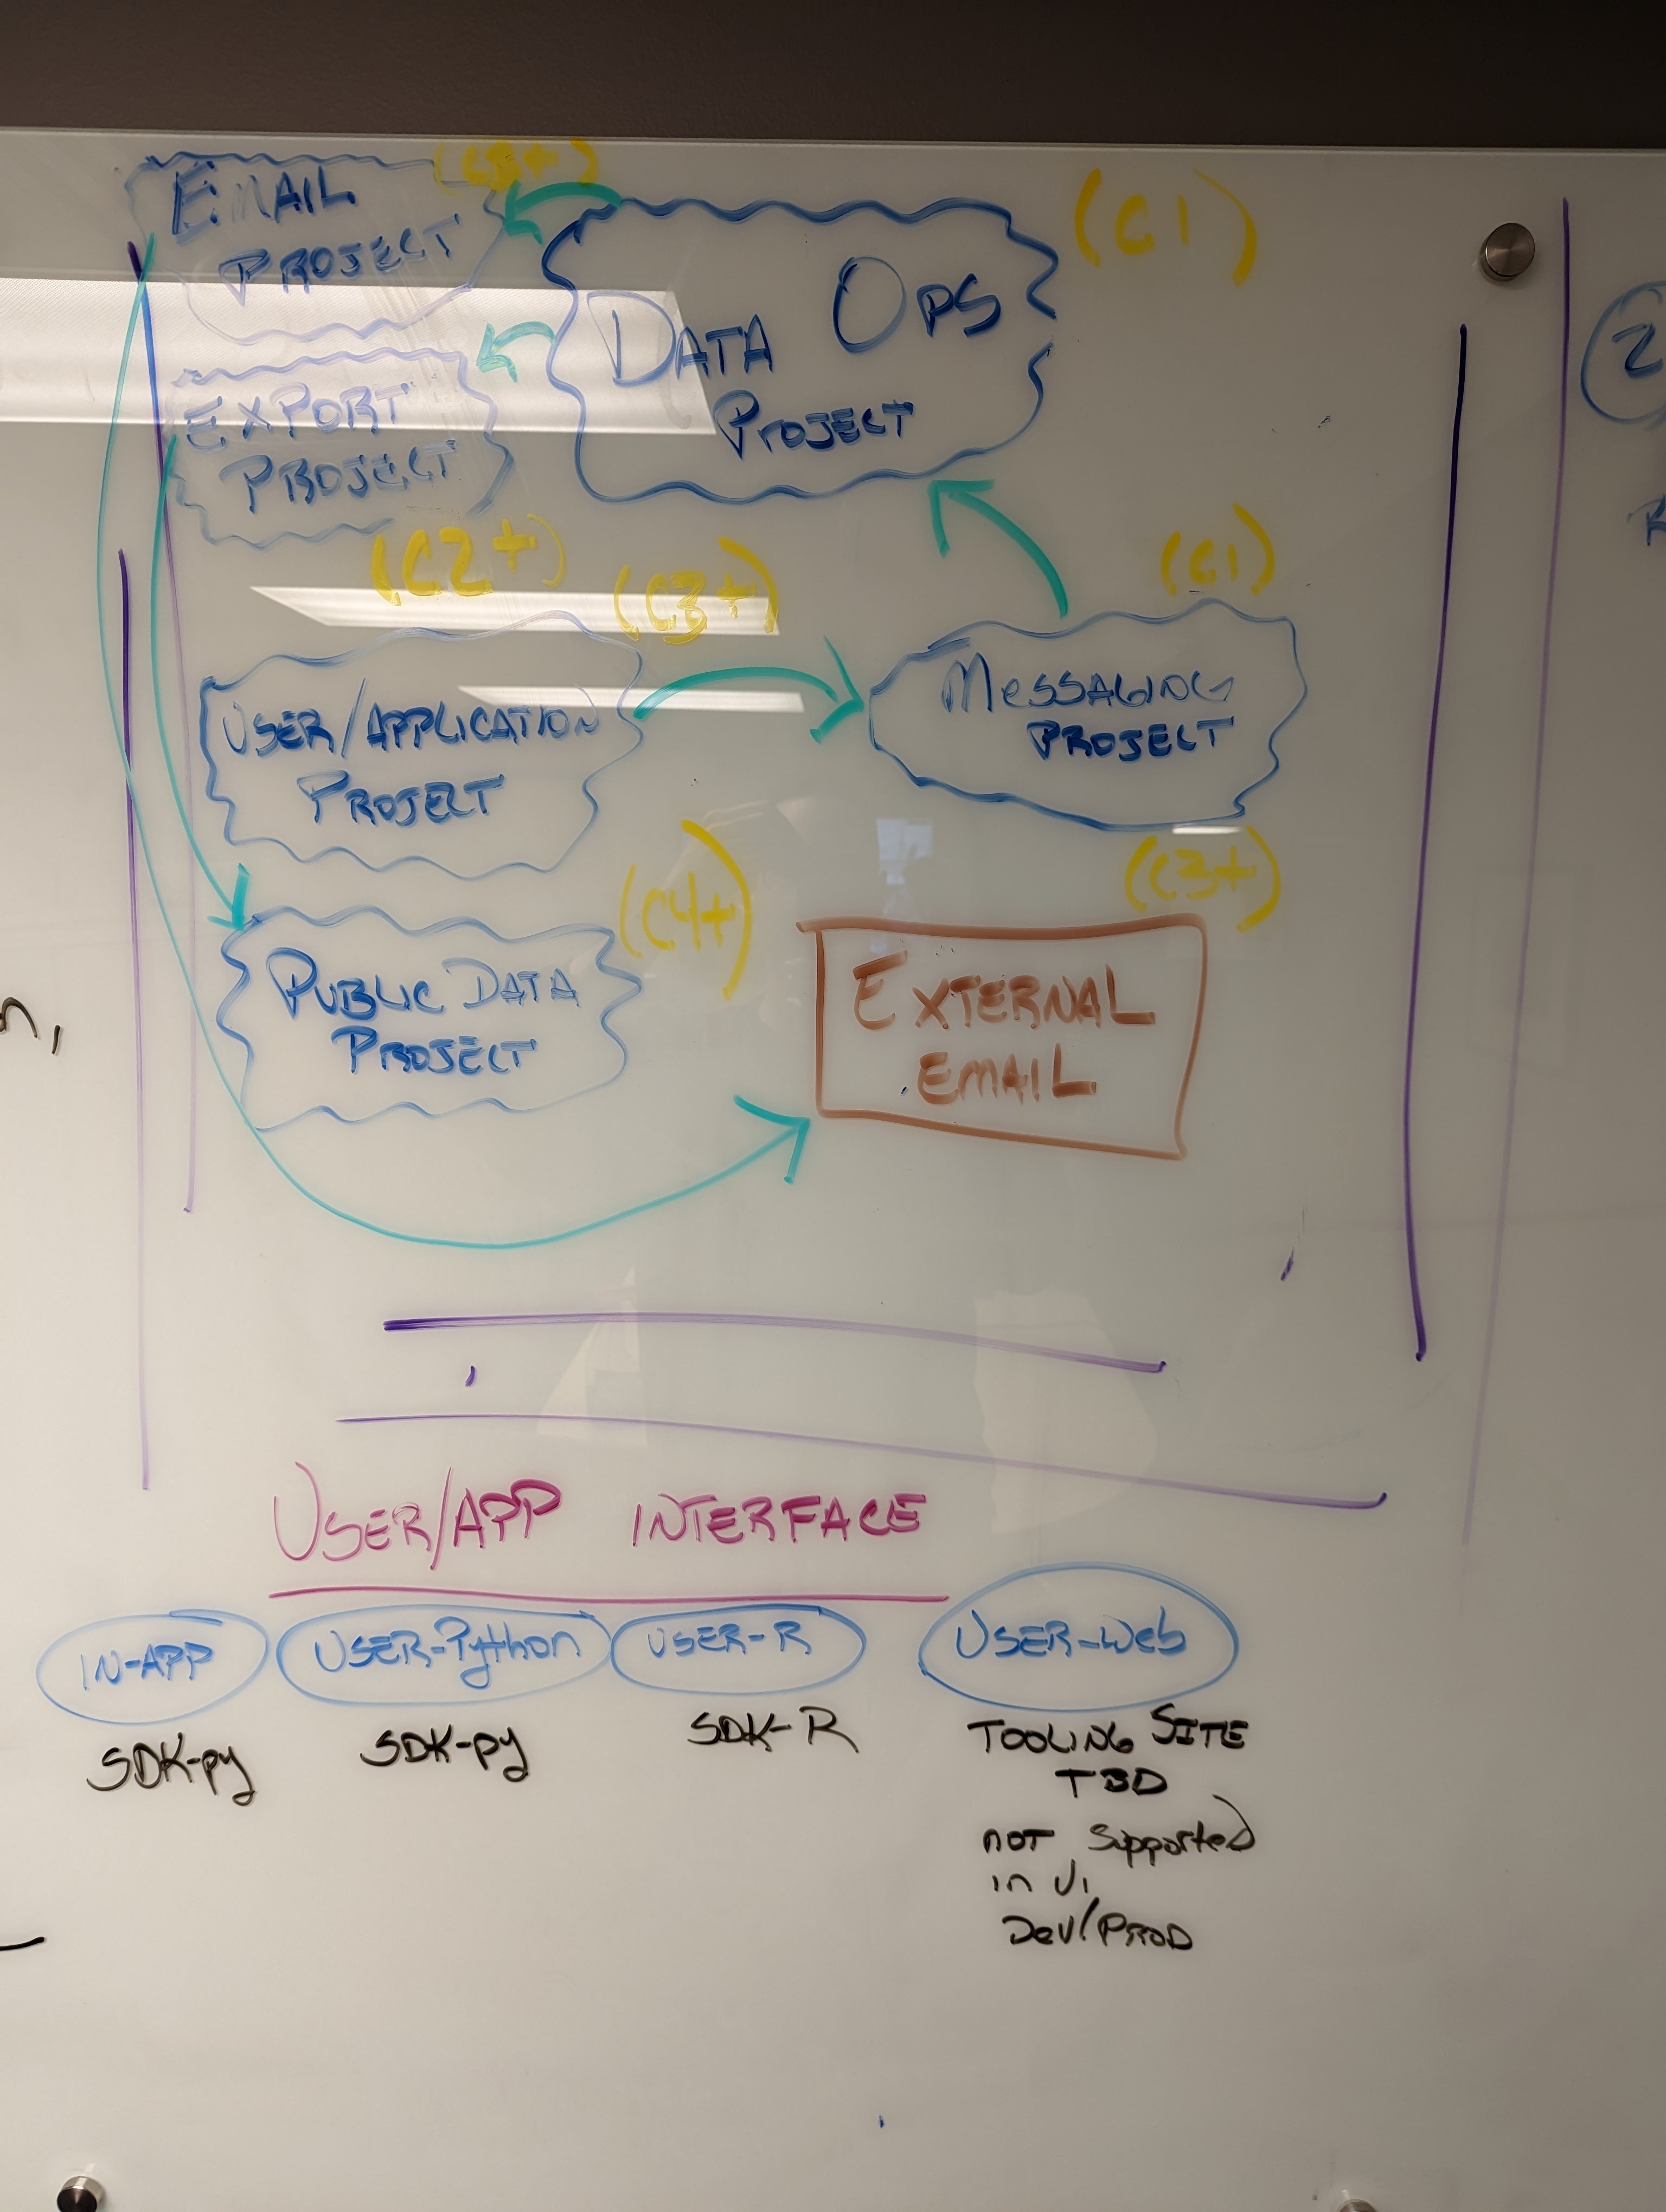 EMAIL
PROJECT
(C1)
DATA OPS
PROJECT
EXPORT
PROJECT
(C2+)
(C3+)
(C1)
USER/APPLICATION
PROJECT
MESSAGING
PROJECT
(C4+)
(C3+)
PUBLIC DATA
PROJECT
EXTERNAL
EMAIL
2
R
USER/APP INTERFACE
IN-APP
SDK-py
USER-Python
SDK-py
USER-R
SDK-R
USER-Web
TOOLING SITE
TBD
not supported
in V1
Dev/PROD